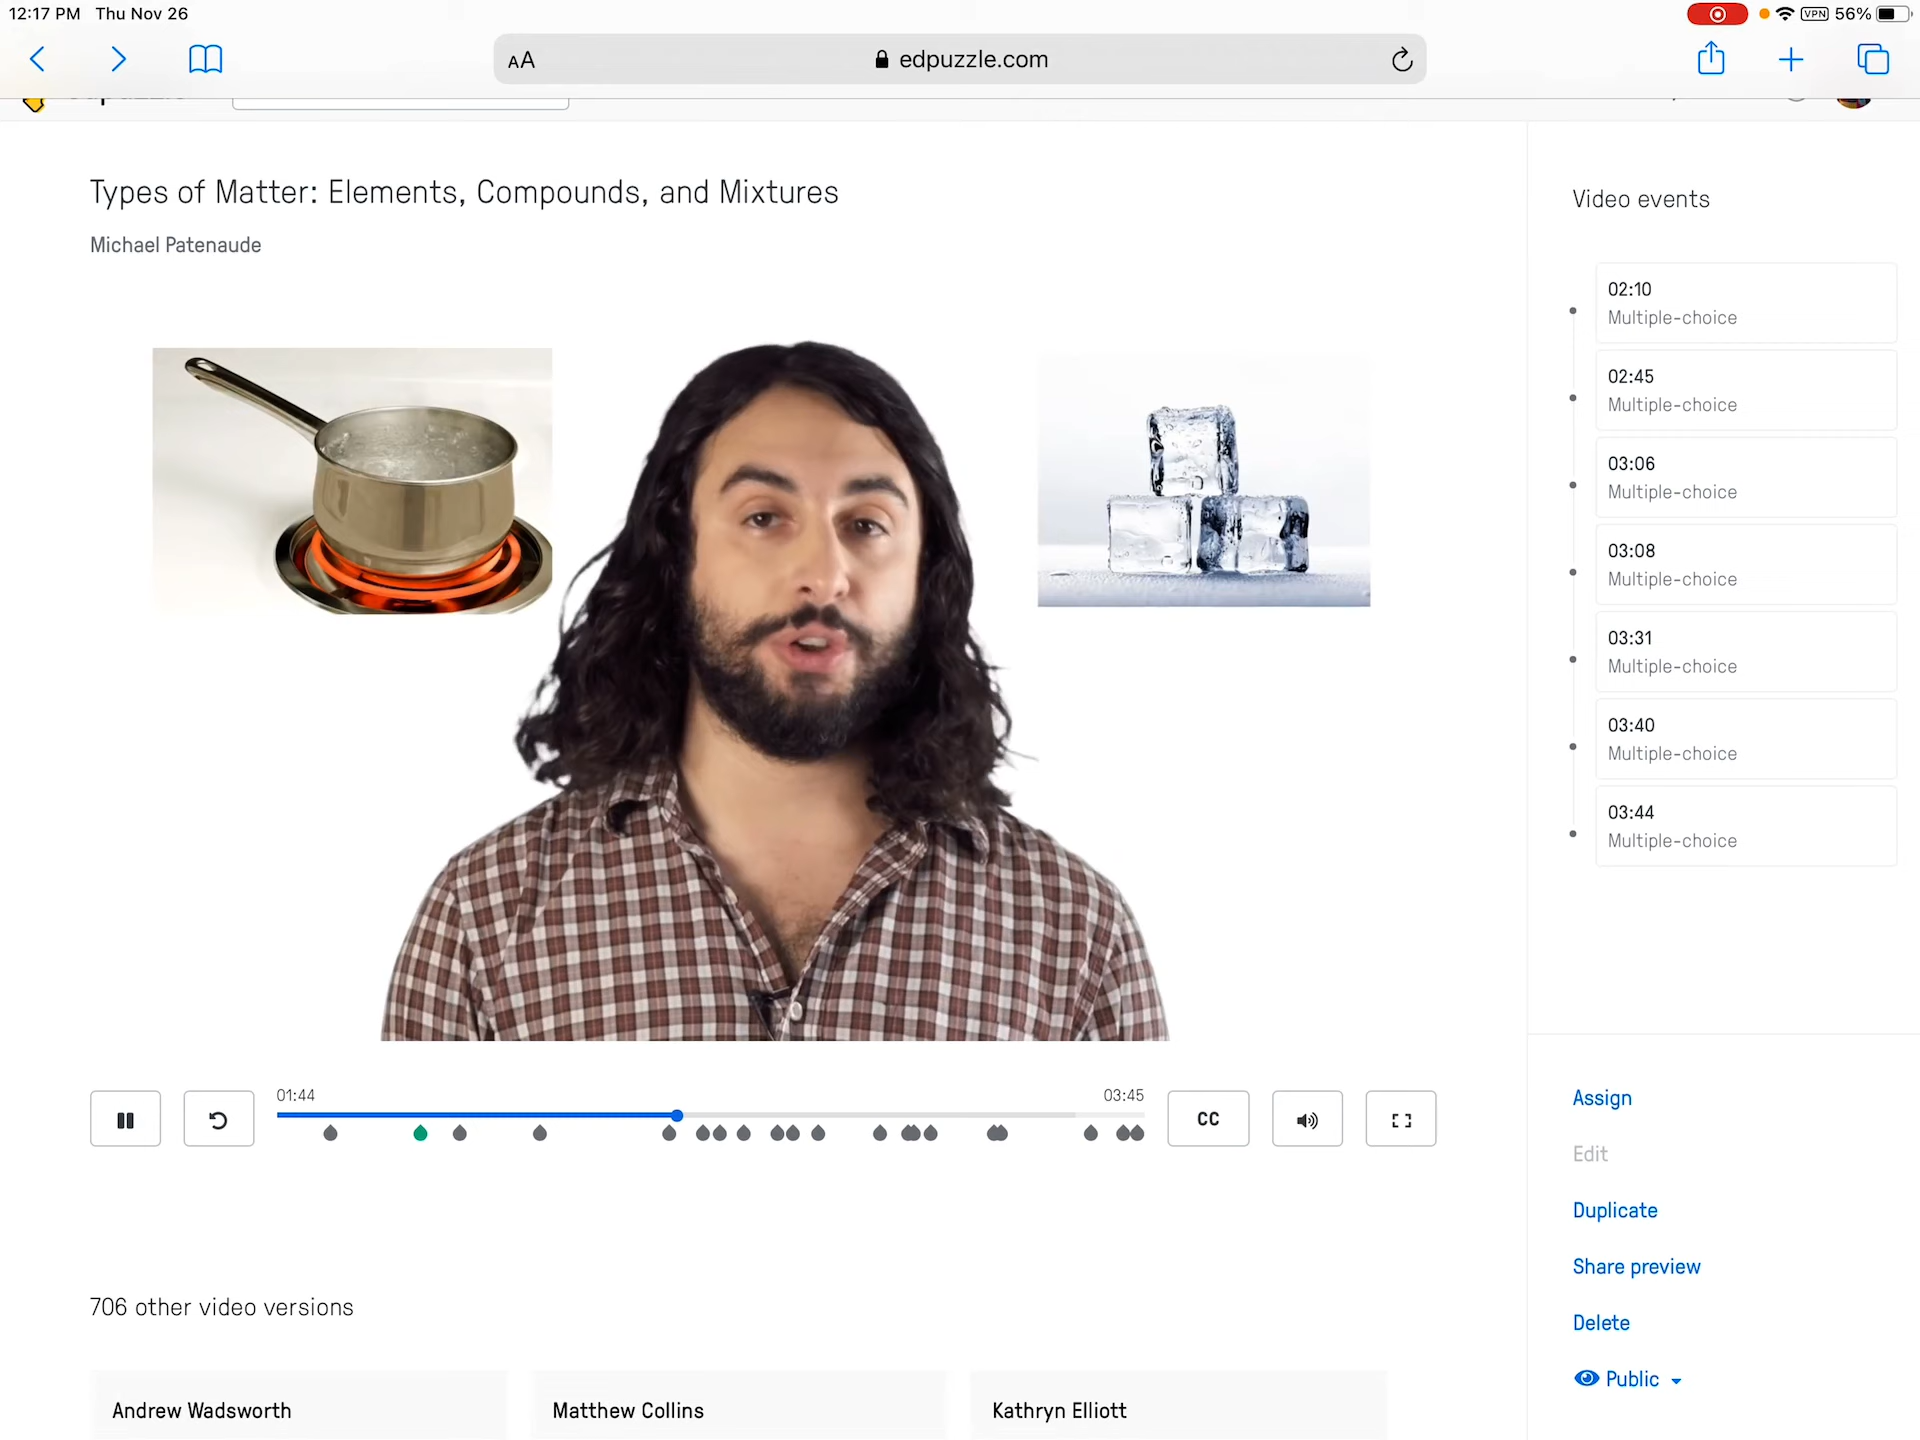 12:17 PM Thu Nov 26
VPN 56%
AA
edpuzzle.com
Types of Matter: Elements, Compounds, and Mixtures
Michael Patenaude
Video events
02:10
Multiple-choice
02:45
Multiple-choice
03:06
Multiple-choice
03:08
Multiple-choice
03:31
Multiple-choice
03:40
Multiple-choice
03:44
Multiple-choice
01:44
03:45
CC
Assign
Edit
Duplicate
Share preview
Delete
Public
706 other video versions
Andrew Wadsworth
Matthew Collins
Kathryn Elliott